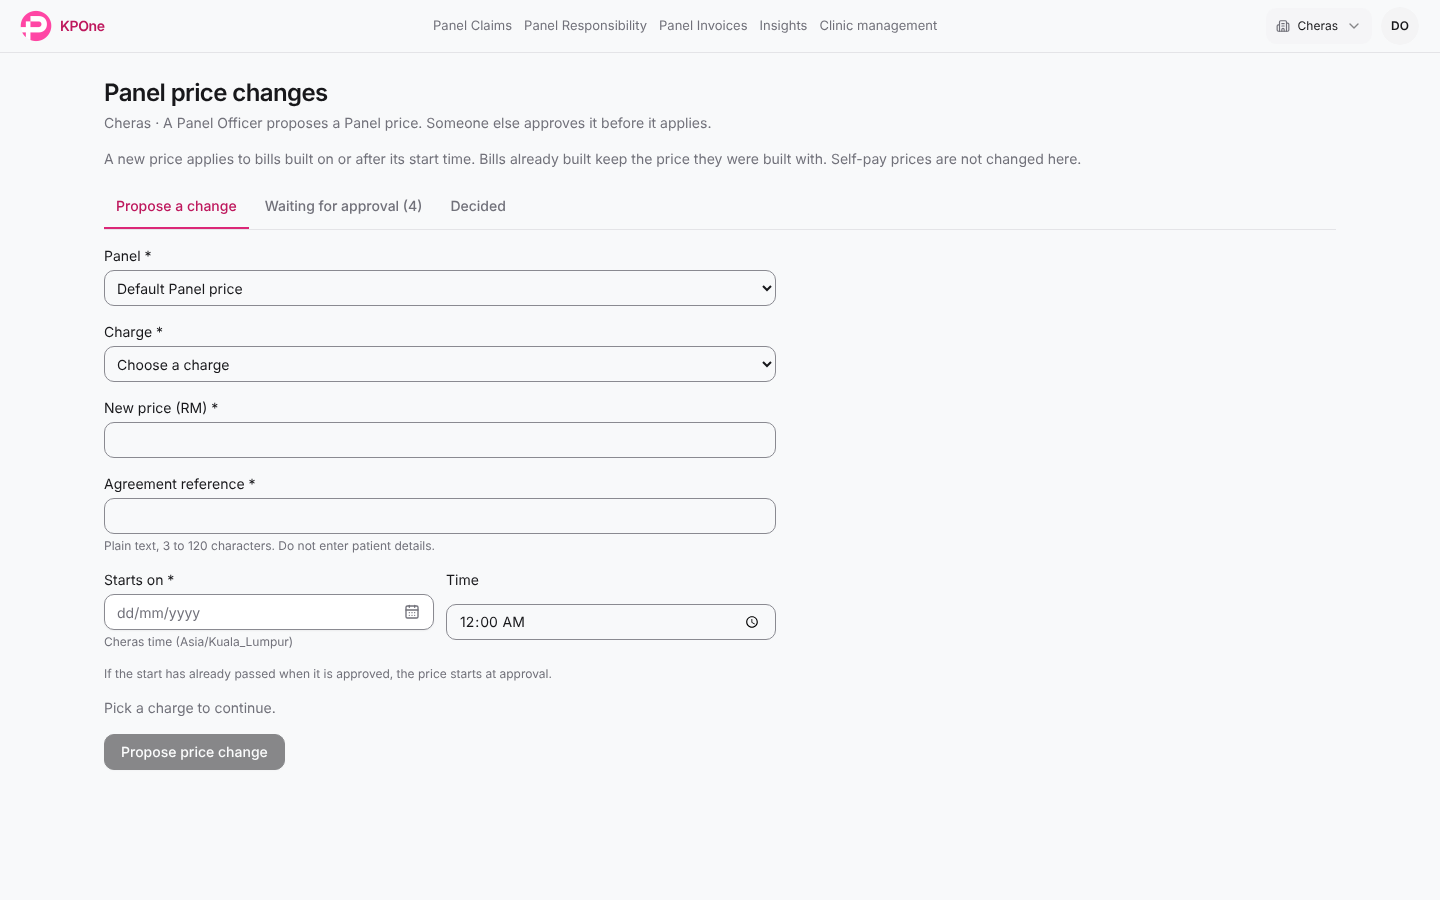 KPOne
Panel Claims Panel Responsibility Panel Invoices Insights Clinic management
Cheras
DO
Panel price changes
Cheras · A Panel Officer proposes a Panel price. Someone else approves it before it applies.
A new price applies to bills built on or after its start time. Bills already built keep the price they were built with. Self-pay prices are not changed here.
Propose a change Waiting for approval (4) Decided
Panel *
Default Panel price
Charge *
Choose a charge
New price (RM) *
Agreement reference *
Plain text, 3 to 120 characters. Do not enter patient details.
Starts on * Time
dd/mm/yyyy 12:00 AM
Cheras time (Asia/Kuala_Lumpur)
If the start has already passed when it is approved, the price starts at approval.
Pick a charge to continue.
Propose price change